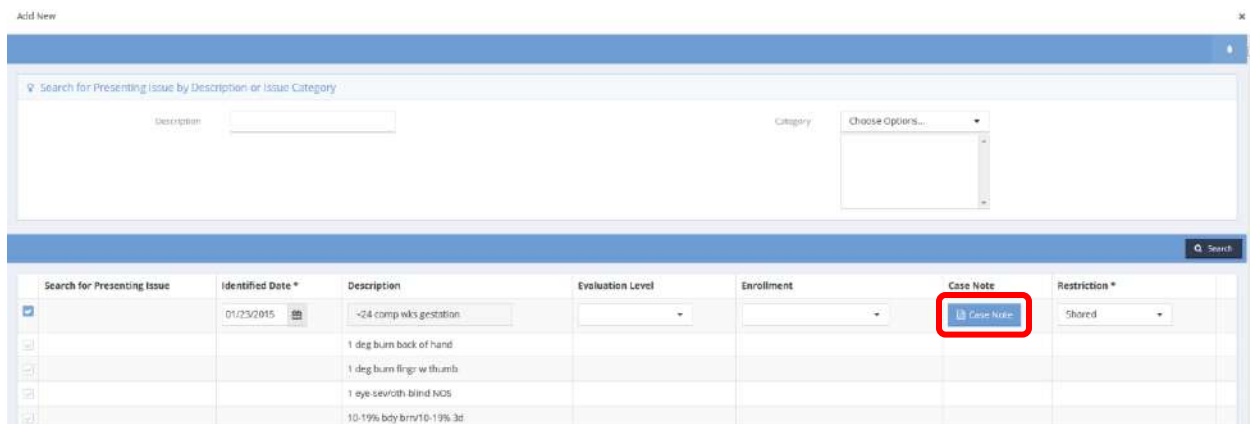 Add New
Search for Presenting Issue by Description or Issue Category
Description
Category
Choose Options...
Search
Search for Presenting Issue Identified Date * Description Evaluation Level Enrollment Case Note Restriction *
01/23/2015 <24 comp wks gestation Case Note Shared
1 deg burn back of hand
1 deg burn fingr w thumb
1 eye-sev/oth-blind NOS
10-19% bdy brn/10-19% 3d